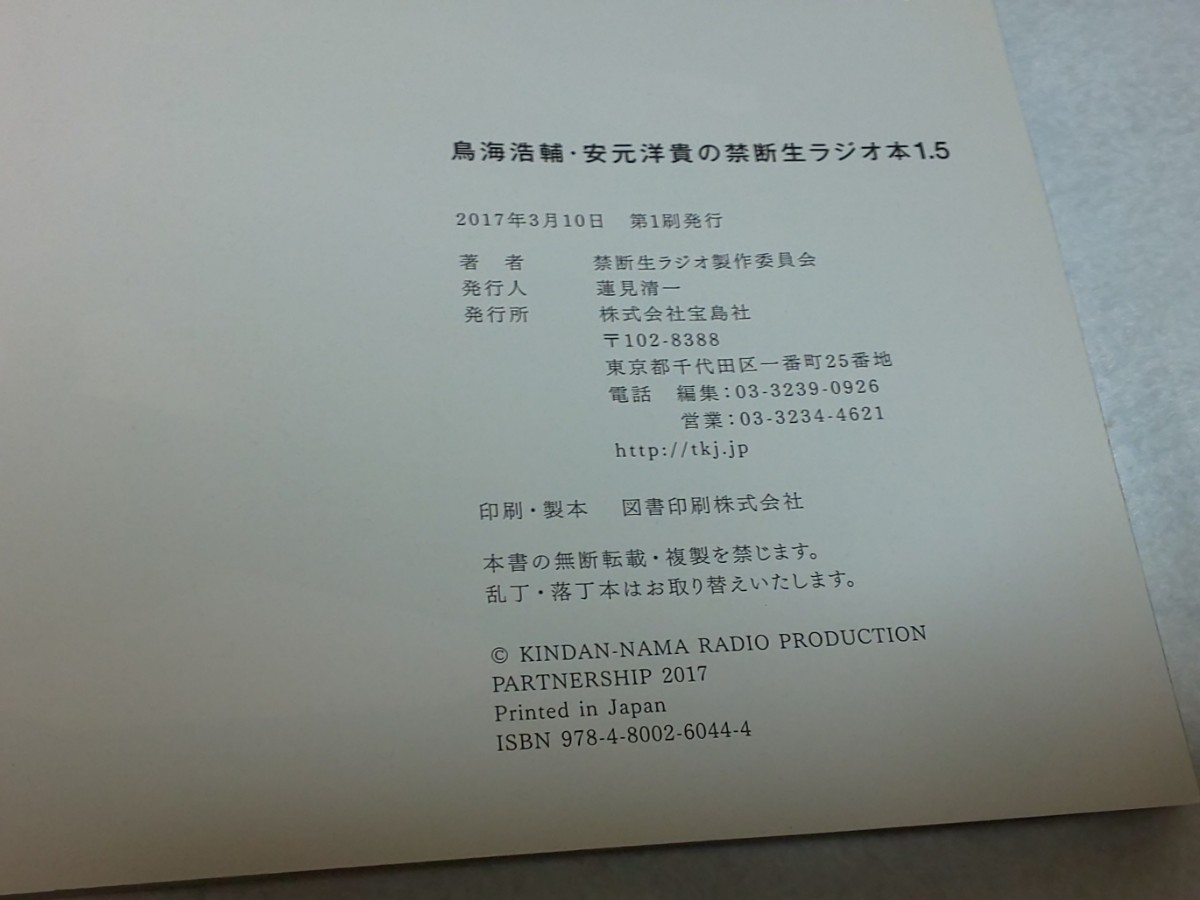 鳥海浩輔・安元洋貴の禁断生ラジオ本1.5
2017年3月10日　第1刷発行
著　者　禁断生ラジオ製作委員会
発行人　蓮見清一
発行所　株式会社宝島社
〒102-8388
東京都千代田区一番町25番地
電話　編集：03-3239-0926
営業：03-3234-4621
http://tkj.jp
印刷・製本　図書印刷株式会社
本書の無断転載・複製を禁じます。
乱丁・落丁本はお取り替えいたします。
© KINDAN-NAMA RADIO PRODUCTION
PARTNERSHIP 2017
Printed in Japan
ISBN 978-4-8002-6044-4